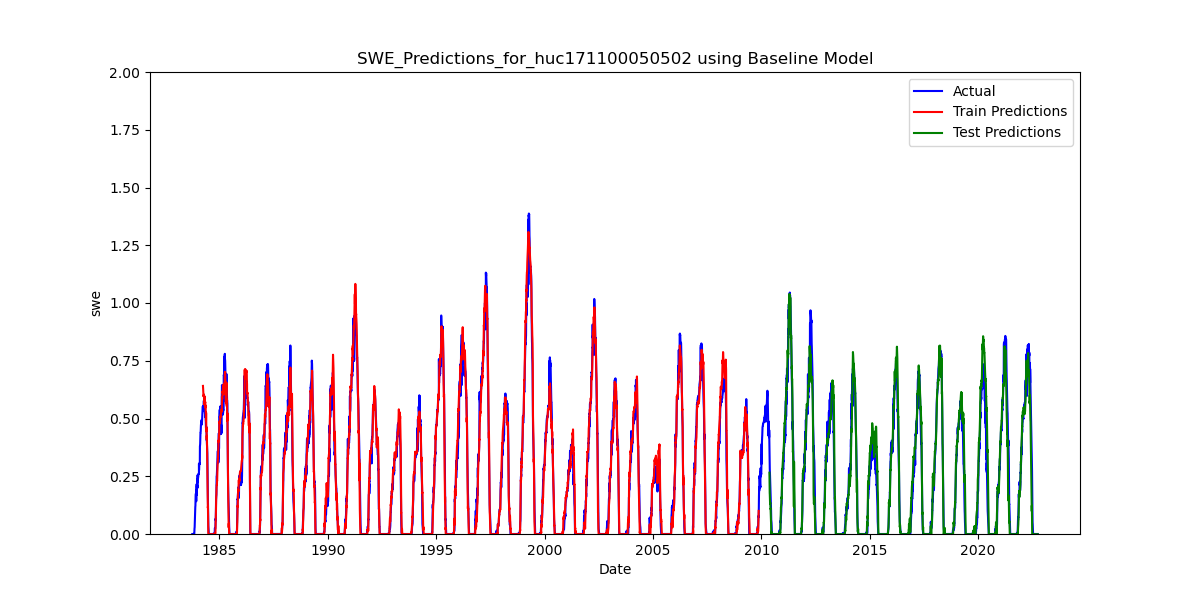 SWE_Predictions_for_huc171100050502 using Baseline Model
2.00
1.75
1.50
1.25
1.00
0.75
0.50
0.25
0.00
swe
Actual
Train Predictions
Test Predictions
1985
1990
1995
2000
2005
2010
2015
2020
Date